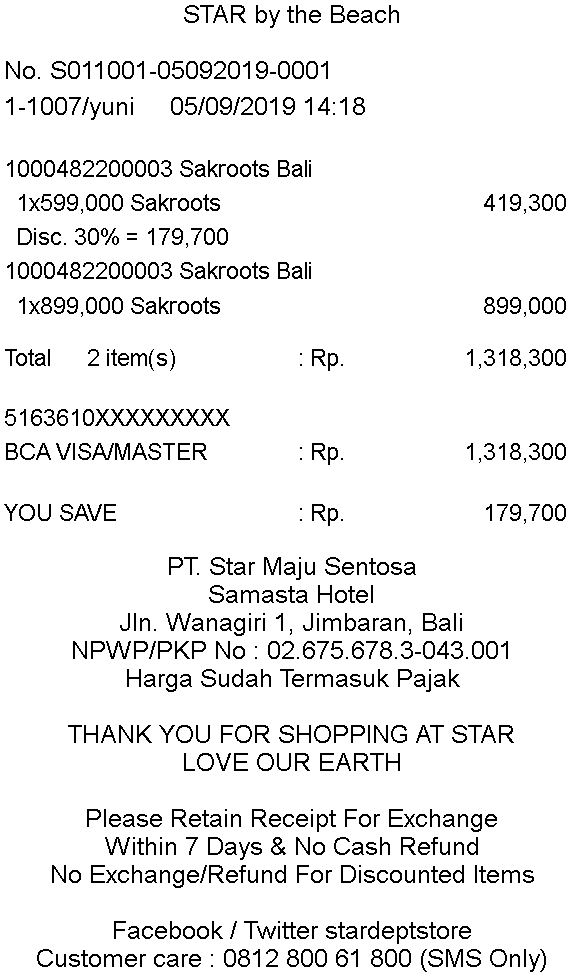 STAR by the Beach
No. S011001-05092019-0001
1-1007/yuni 05/09/2019 14:18
1000482200003 Sakroots Bali
1x599,000 Sakroots 419,300
Disc. 30% = 179,700
1000482200003 Sakroots Bali
1x899,000 Sakroots 899,000
Total 2 item(s) : Rp. 1,318,300
5163610XXXXXXXXX
BCA VISA/MASTER : Rp. 1,318,300
YOU SAVE : Rp. 179,700
PT. Star Maju Sentosa
Samasta Hotel
Jln. Wanagiri 1, Jimbaran, Bali
NPWP/PKP No : 02.675.678.3-043.001
Harga Sudah Termasuk Pajak
THANK YOU FOR SHOPPING AT STAR
LOVE OUR EARTH
Please Retain Receipt For Exchange
Within 7 Days & No Cash Refund
No Exchange/Refund For Discounted Items
Facebook / Twitter stardeptstore
Customer care : 0812 800 61 800 (SMS Only)